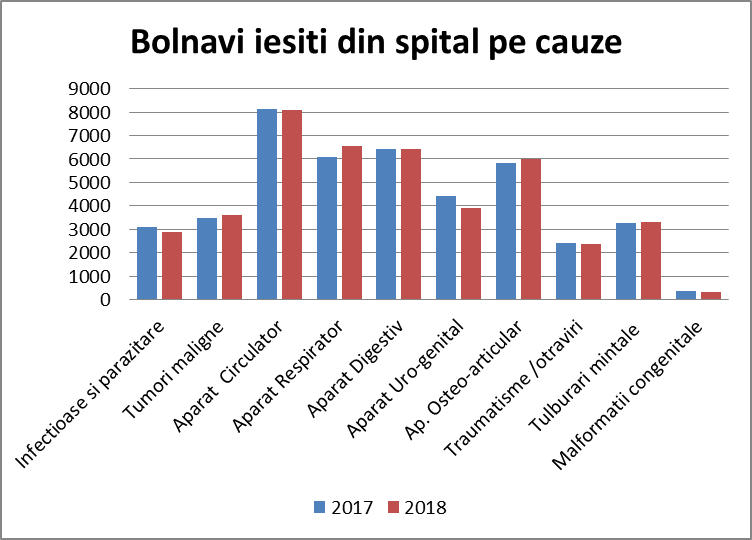 Bolnavi iesiti din spital pe cauze
9000
8000
7000
6000
5000
4000
3000
2000
1000
0
Infectioase si parazitare
Tumori maligne
Aparat  Circulator
Aparat Respirator
Aparat Digestiv
Aparat Uro-genital
Ap. Osteo-articular
Traumatisme /otraviri
Tulburari mintale
Malformatii congenitale
2017
2018